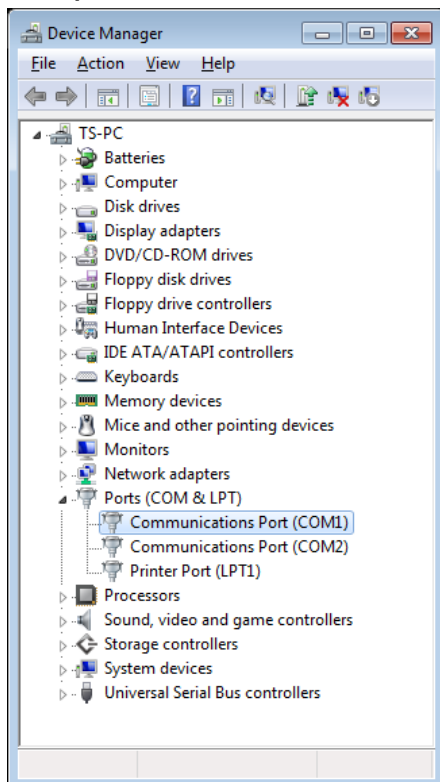 Device Manager
File Action View Help
TS-PC
Batteries
Computer
Disk drives
Display adapters
DVD/CD-ROM drives
Floppy disk drives
Floppy drive controllers
Human Interface Devices
IDE ATA/ATAPI controllers
Keyboards
Memory devices
Mice and other pointing devices
Monitors
Network adapters
Ports (COM & LPT)
Communications Port (COM1)
Communications Port (COM2)
Printer Port (LPT1)
Processors
Sound, video and game controllers
Storage controllers
System devices
Universal Serial Bus controllers